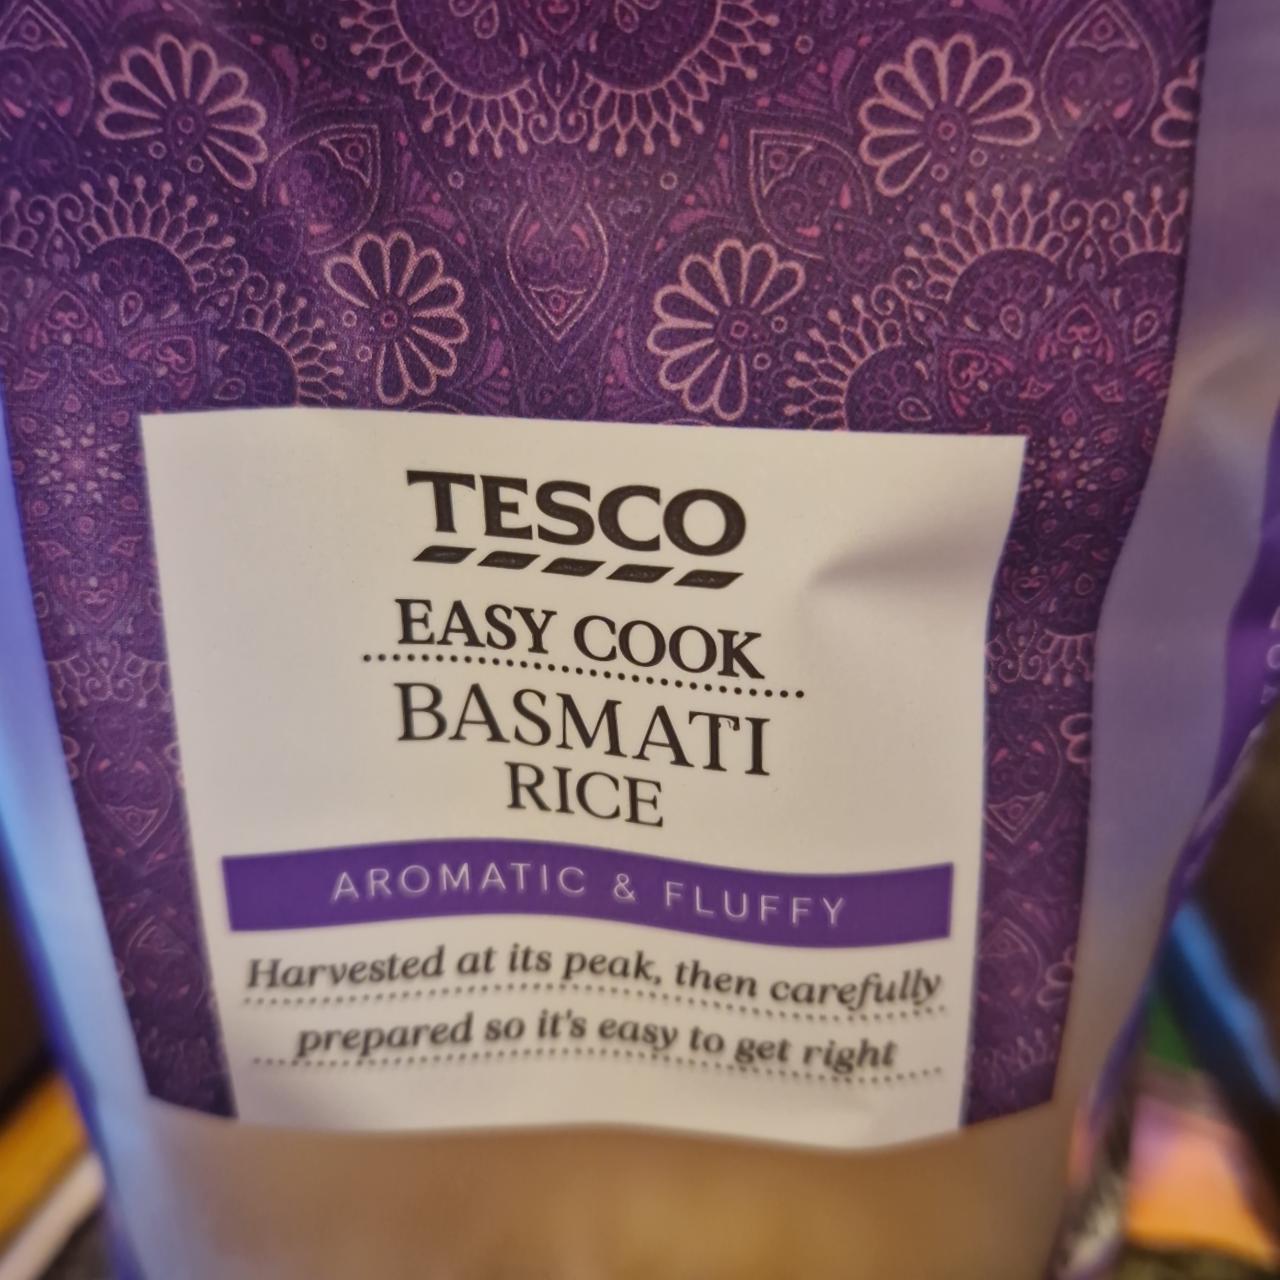 TESCO
EASY COOK
BASMATI
RICE
AROMATIC & FLUFFY
Harvested at its peak, then carefully
prepared so it's easy to get right